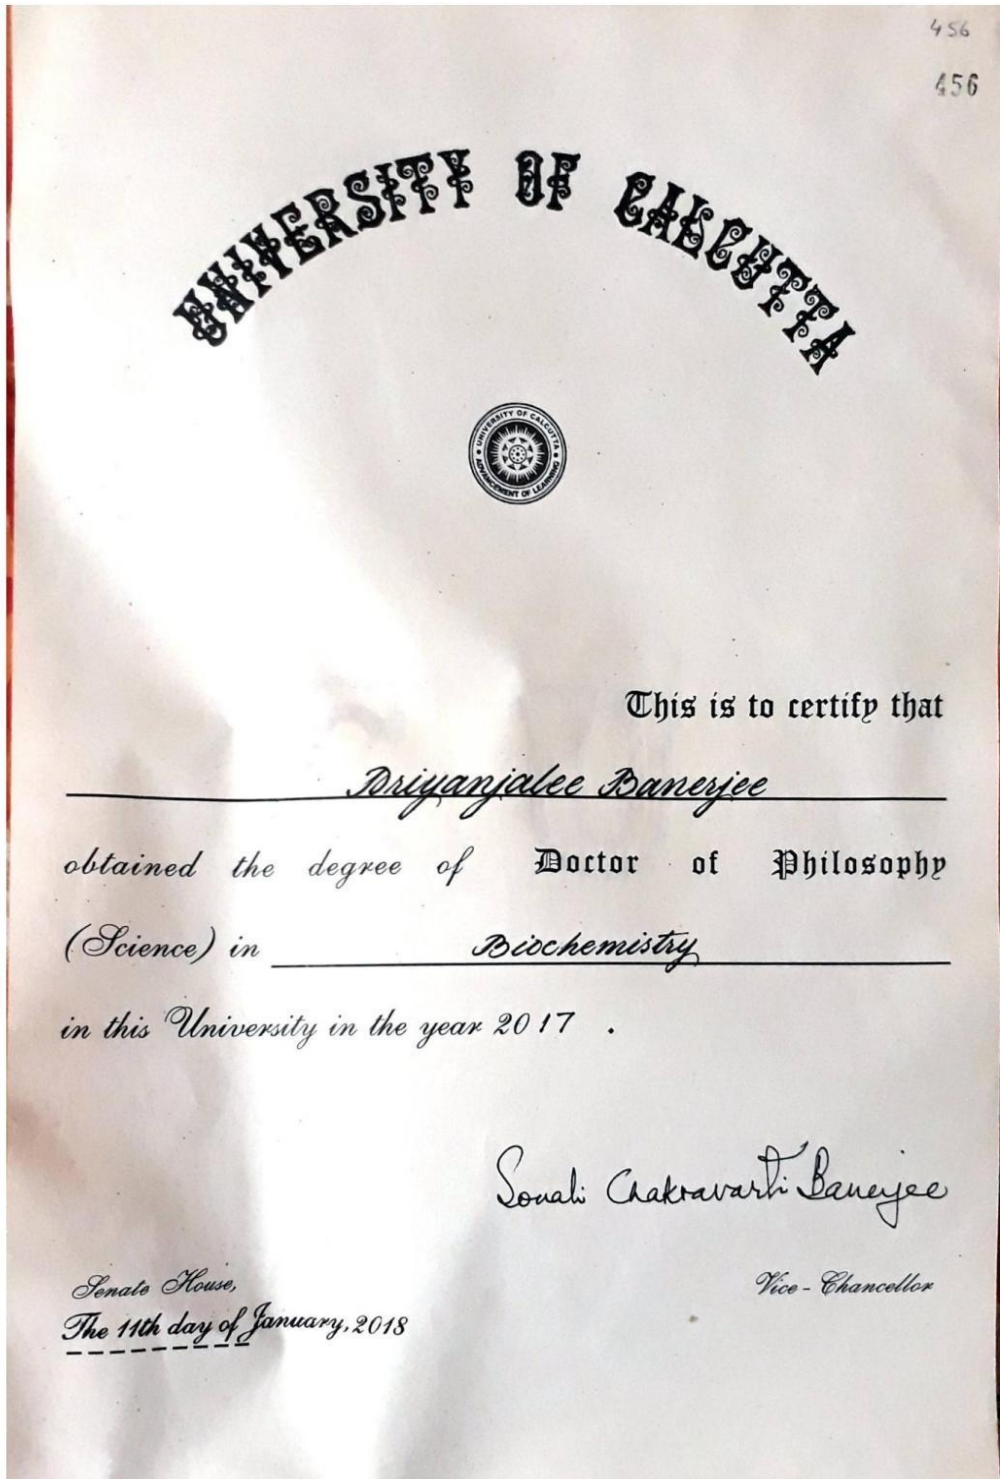 456
456
UNIVERSITY OF CALCUTTA
UNIVERSITY OF CALCUTTA
ADVANCEMENT OF LEARNING
This is to certify that
Priyanjalee Banerjee
obtained the degree of Doctor of Philosophy
(Science) in Biochemistry
in this University in the year 2017 .
Sonali Chakravarti Banerjee
Senate House,
Vice - Chancellor
The 11th day of January, 2018